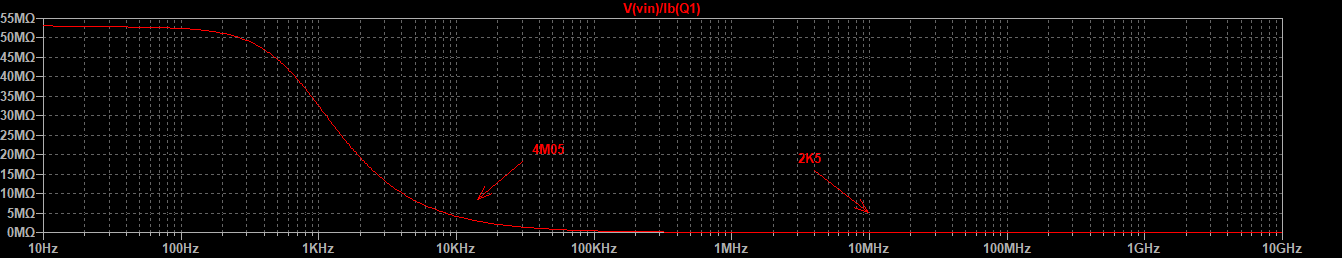 V(vin)/Ib(Q1)
55MΩ
50MΩ
45MΩ
40MΩ
35MΩ
30MΩ
25MΩ
20MΩ
15MΩ
10MΩ
5MΩ
0MΩ
4M05
2K5
10Hz 100Hz 1KHz 10KHz 100KHz 1MHz 10MHz 100MHz 1GHz 10GHz